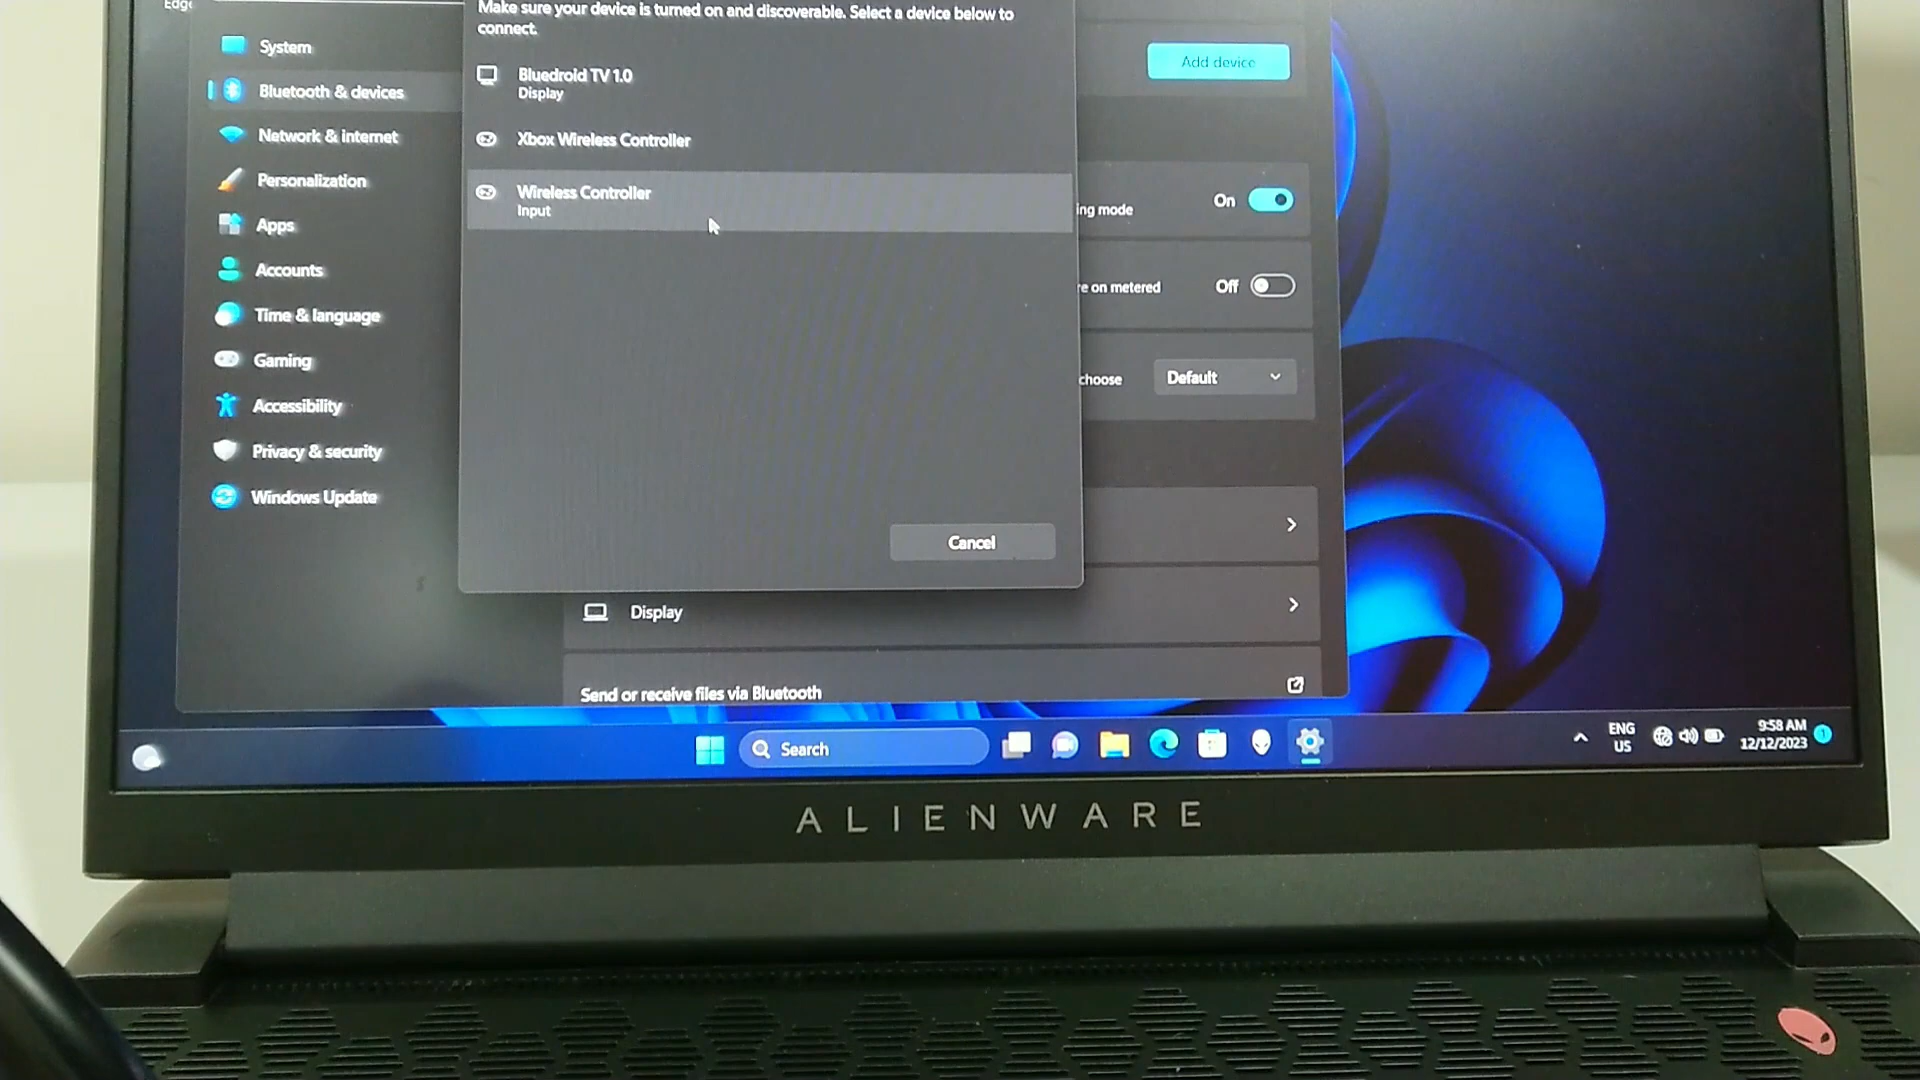 Edge
Make sure your device is turned on and discoverable. Select a device below to
connect.
System
Bluetooth & devices
Network & internet
Personalization
Apps
Accounts
Time & language
Gaming
Accessibility
Privacy & security
Windows Update
Bluedroid TV 1.0
Display
Xbox Wireless Controller
Wireless Controller
Input
Cancel
Add device
ing mode
On
re on metered
Off
choose
Default
Display
Send or receive files via Bluetooth
Search
ENG
US
9:58 AM
12/12/2023
1
ALIENWARE